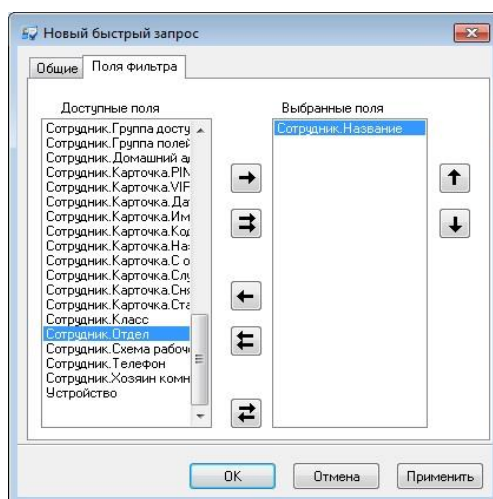 Новый быстрый запрос
Общие
Поля фильтра
Доступные поля
Выбранные поля
Сотрудник.Группа досту
Сотрудник.Группа полей
Сотрудник.Домашний ад
Сотрудник.Карточка.PIN
Сотрудник.Карточка.VIF
Сотрудник.Карточка.Да
Сотрудник.Карточка.Им
Сотрудник.Карточка.Код
Сотрудник.Карточка.На
Сотрудник.Карточка.С о
Сотрудник.Карточка.Слу
Сотрудник.Карточка.Сня
Сотрудник.Карточка.Ста
Сотрудник.Класс
Сотрудник.Отдел
Сотрудник.Схема рабоч
Сотрудник.Телефон
Сотрудник.Хозяин комн
Устройство
Сотрудник.Название
OK
Отмена
Применить